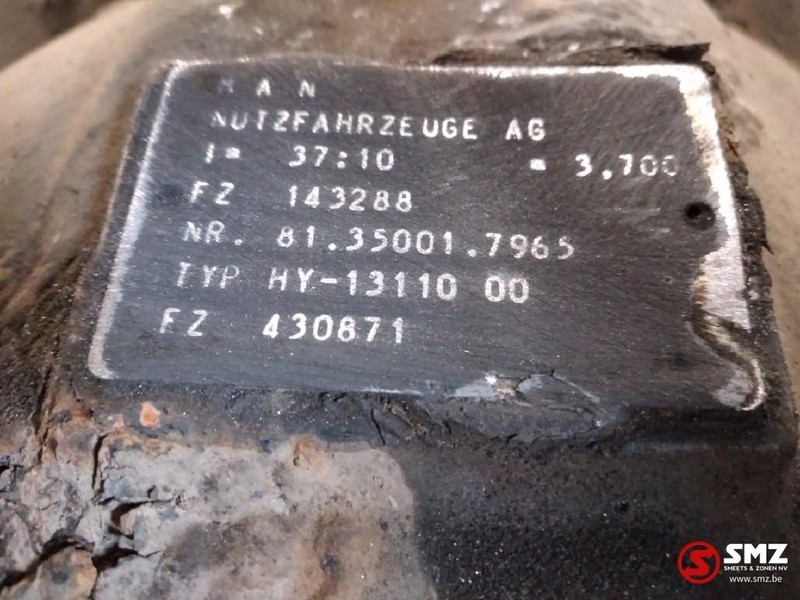 MAN
NUTZFAHRZEUGE AG
I= 37:10 = 3,700
FZ 143288
NR. 81.35001.7965
TYP HY-13110 00
FZ 430871
SMZ
SMEETS & ZONEN NV
www.smz.be